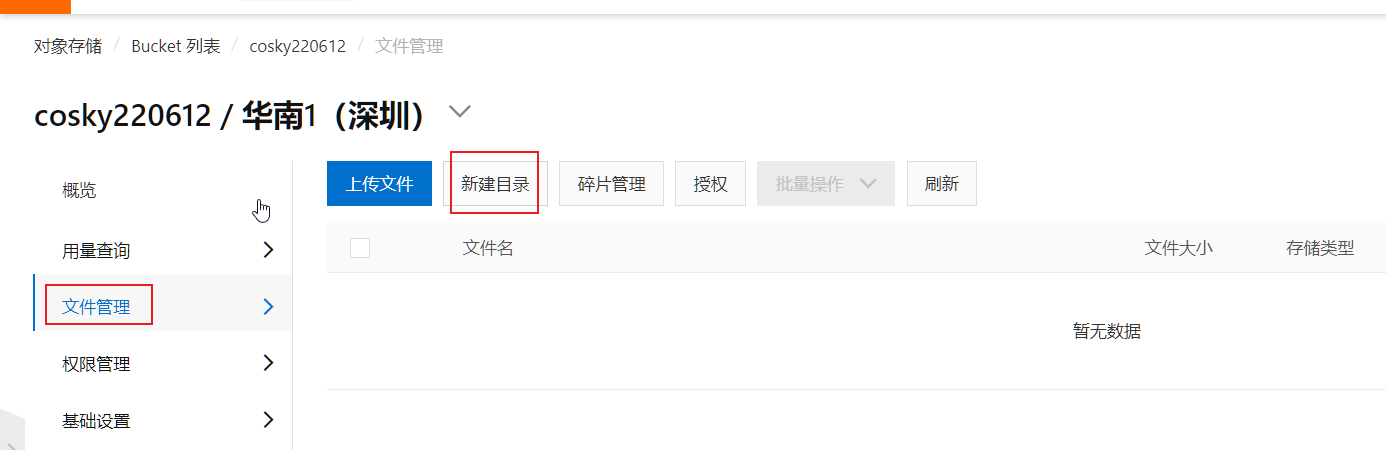 对象存储 / Bucket 列表 / cosky220612 / 文件管理
cosky220612 / 华南1（深圳）
概览
用量查询
文件管理
权限管理
基础设置
上传文件 新建目录 碎片管理 授权 批量操作 刷新
文件名 文件大小 存储类型
暂无数据